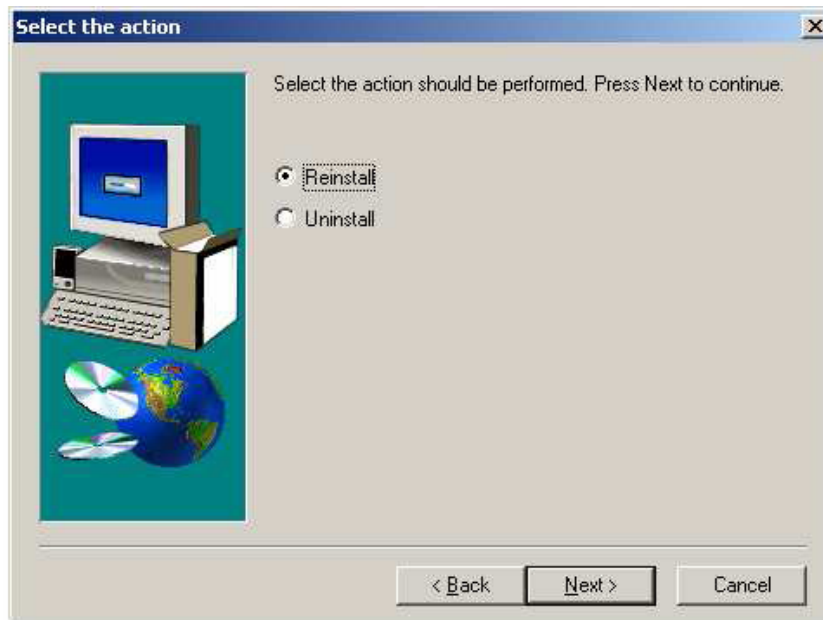 Select the action
Select the action should be performed. Press Next to continue.
Reinstall
Uninstall
< Back
Next >
Cancel